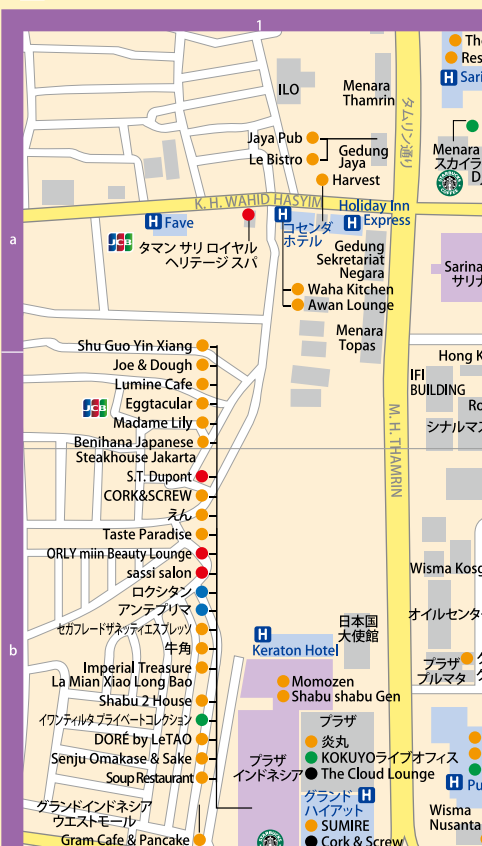 1
The
Res
ILO
Menara
Thamrin
H Sari
タムリン通り
Jaya Pub
Le Bistro
Gedung
Jaya
Menara
スカイラ
Harvest
K. H. WAHID HASYIM
Holiday Inn
Express
H
H Fave
H
コセンダ
ホテル
a
JCB
タマン サリ ロイヤル
ヘリテージ スパ
Gedung
Sekretariat
Negara
Sarina
サリナ
Waha Kitchen
Awan Lounge
Menara
Topas
Shu Guo Yin Xiang
Joe & Dough
Lumine Cafe
Eggtacular
JCB
Madame Lily
Benihana Japanese
Steakhouse Jakarta
S.T. Dupont
CORK&SCREW
えん
Taste Paradise
ORLY miin Beauty Lounge
sassi salon
ロクシタン
アンテプリマ
セガフレードザネッティエスプレッソ
牛角
Imperial Treasure
La Mian Xiao Long Bao
Shabu 2 House
イワンティルタ プライベートコレクション
DORÉ by LeTAO
Senju Omakase & Sake
Soup Restaurant
グランドインドネシア
ウエストモール
Gram Cafe & Pancake
Hong K
IFI
BUILDING
Ro
シナルマス
M. H. THAMRIN
Wisma Kosg
オイルセンタ
日本国
大使館
プラザ
プルマタ
b
H
Keraton Hotel
Momozen
Shabu shabu Gen
プラザ
炎丸
KOKUYOライブオフィス
The Cloud Lounge
プラザ
インドネシア
グランド
ハイアット
H
SUMIRE
Cork & Screw
H Pu
Wisma
Nusanta